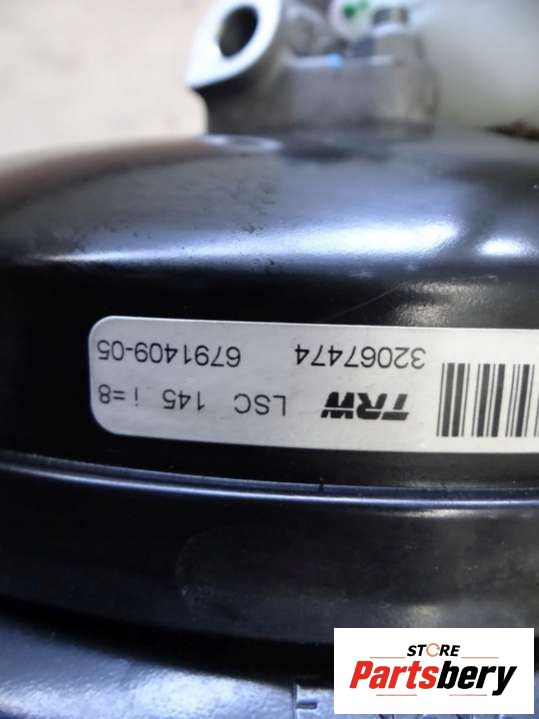 TRW LSC 145 i=8
32067474 6791409-05
STORE
Partsbery